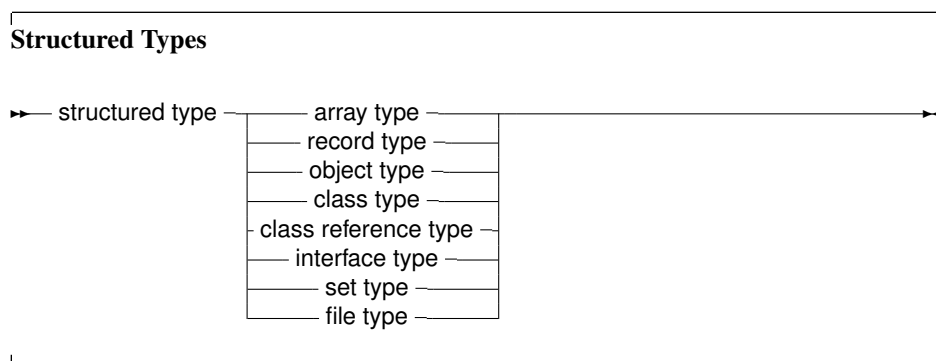 Structured Types
structured type array type
record type
object type
class type
class reference type
interface type
set type
file type